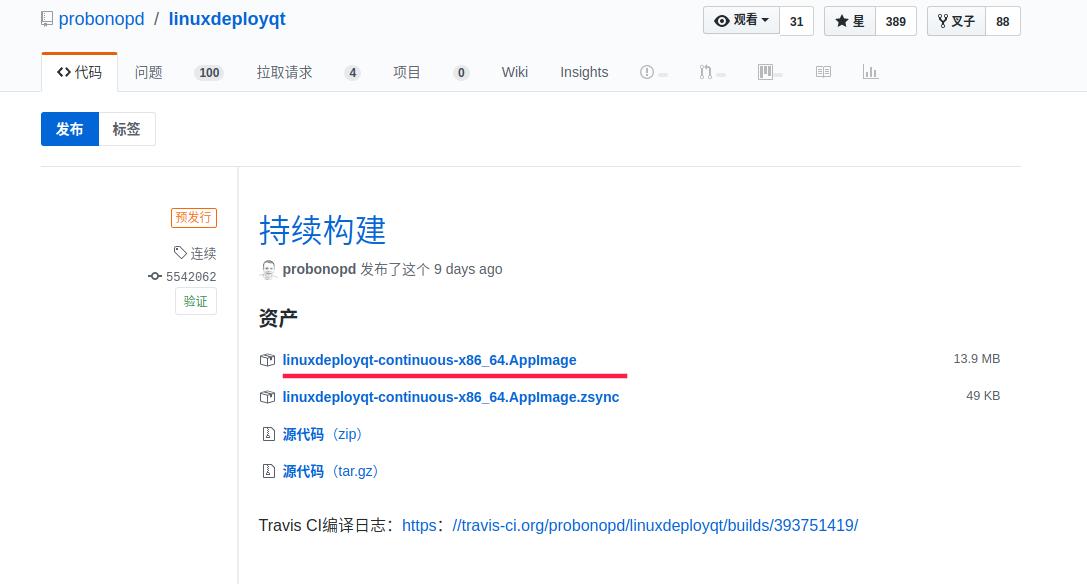 probonopd / linuxdeployqt 观看 31 星 389 叉子 88
代码 问题 100 拉取请求 4 项目 0 Wiki Insights
发布 标签
预发行
连续
5542062
验证
持续构建
probonopd 发布了这个 9 days ago
资产
linuxdeployqt-continuous-x86_64.AppImage 13.9 MB
linuxdeployqt-continuous-x86_64.AppImage.zsync 49 KB
源代码（zip）
源代码（tar.gz）
Travis CI编译日志：https：//travis-ci.org/probonopd/linuxdeployqt/builds/393751419/